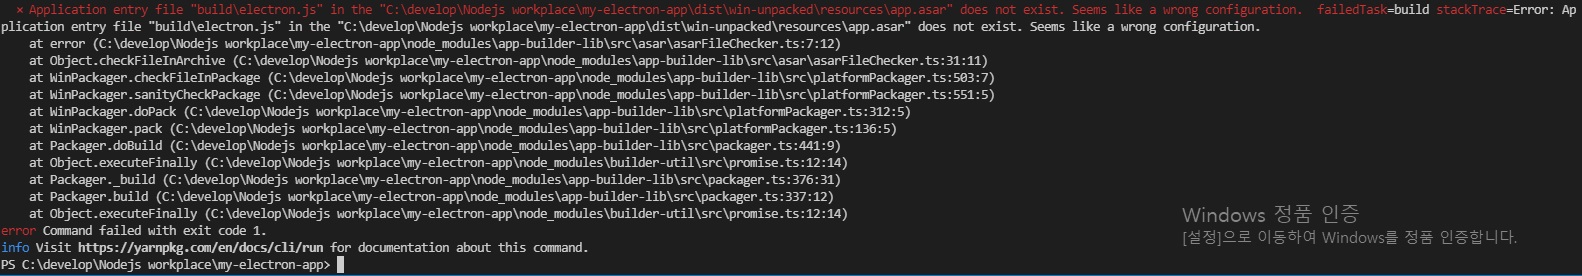 × Application entry file "build\electron.js" in the "C:\develop\Nodejs workplace\my-electron-app\dist\win-unpacked\resources\app.asar" does not exist. Seems like a wrong configuration.  failedTask=build stackTrace=Error: Ap
plication entry file "build\electron.js" in the "C:\develop\Nodejs workplace\my-electron-app\dist\win-unpacked\resources\app.asar" does not exist. Seems like a wrong configuration.
at error (C:\develop\Nodejs workplace\my-electron-app\node_modules\app-builder-lib\src\asar\asarFileChecker.ts:7:12)
at Object.checkFileInArchive (C:\develop\Nodejs workplace\my-electron-app\node_modules\app-builder-lib\src\asar\asarFileChecker.ts:31:11)
at WinPackager.checkFileInPackage (C:\develop\Nodejs workplace\my-electron-app\node_modules\app-builder-lib\src\platformPackager.ts:503:7)
at WinPackager.sanityCheckPackage (C:\develop\Nodejs workplace\my-electron-app\node_modules\app-builder-lib\src\platformPackager.ts:551:5)
at WinPackager.doPack (C:\develop\Nodejs workplace\my-electron-app\node_modules\app-builder-lib\src\platformPackager.ts:312:5)
at WinPackager.pack (C:\develop\Nodejs workplace\my-electron-app\node_modules\app-builder-lib\src\platformPackager.ts:136:5)
at Packager.doBuild (C:\develop\Nodejs workplace\my-electron-app\node_modules\app-builder-lib\src\packager.ts:441:9)
at Object.executeFinally (C:\develop\Nodejs workplace\my-electron-app\node_modules\builder-util\src\promise.ts:12:14)
at Packager._build (C:\develop\Nodejs workplace\my-electron-app\node_modules\app-builder-lib\src\packager.ts:376:31)
at Packager.build (C:\develop\Nodejs workplace\my-electron-app\node_modules\app-builder-lib\src\packager.ts:337:12)
at Object.executeFinally (C:\develop\Nodejs workplace\my-electron-app\node_modules\builder-util\src\promise.ts:12:14)
error Command failed with exit code 1.
info Visit https://yarnpkg.com/en/docs/cli/run for documentation about this command.
PS C:\develop\Nodejs workplace\my-electron-app>
Windows 정품 인증
[설정]으로 이동하여 Windows를 정품 인증합니다.